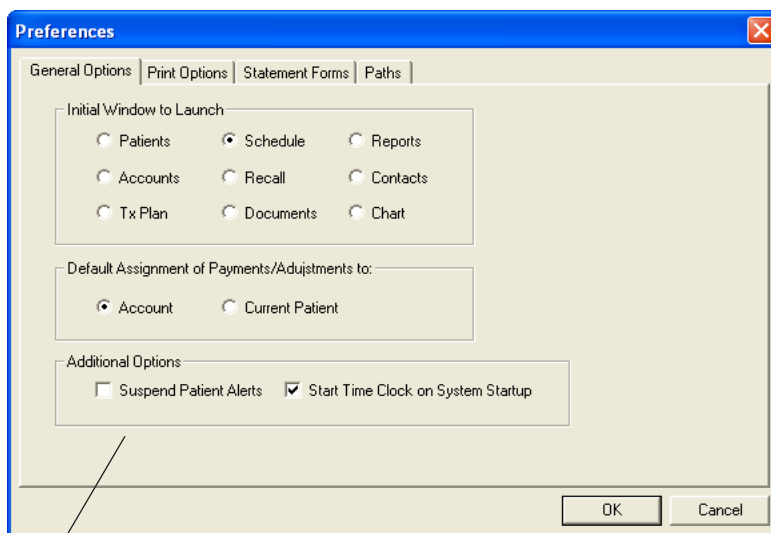 Preferences
General Options Print Options Statement Forms Paths
Initial Window to Launch
Patients Schedule Reports
Accounts Recall Contacts
Tx Plan Documents Chart
Default Assignment of Payments/Adujstments to:
Account Current Patient
Additional Options
Suspend Patient Alerts Start Time Clock on System Startup
OK Cancel